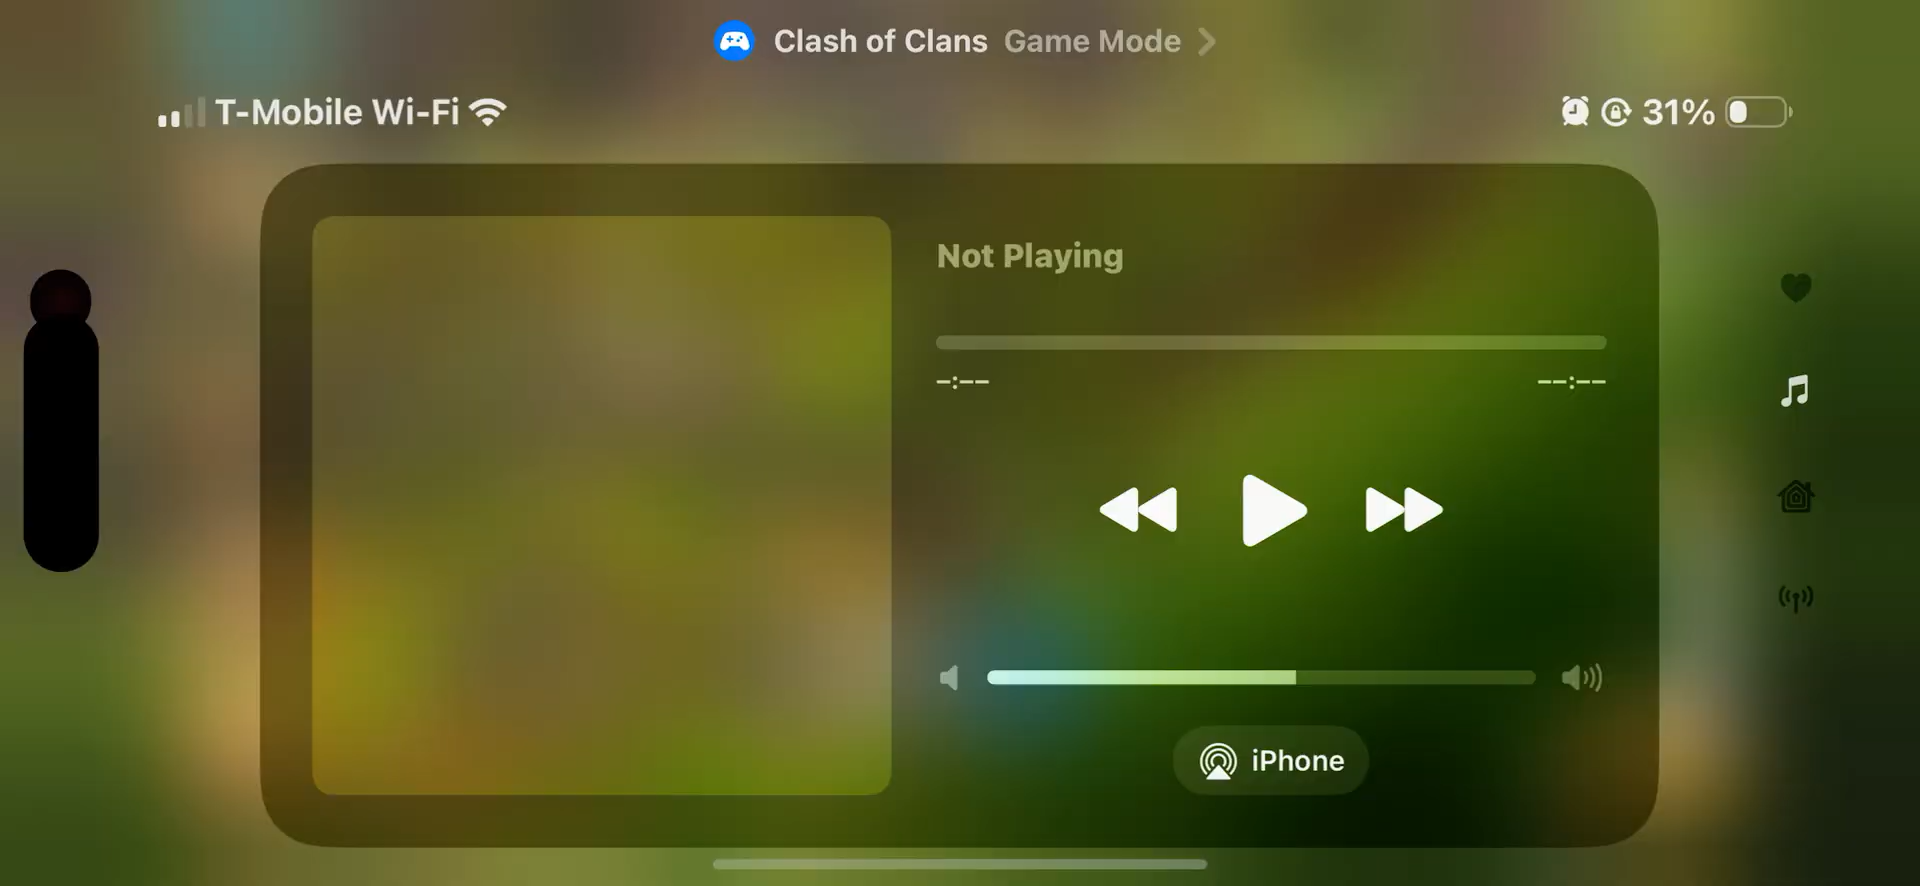 Clash of Clans Game Mode
T-Mobile Wi-Fi
31%
Not Playing
-:--
--:--
iPhone